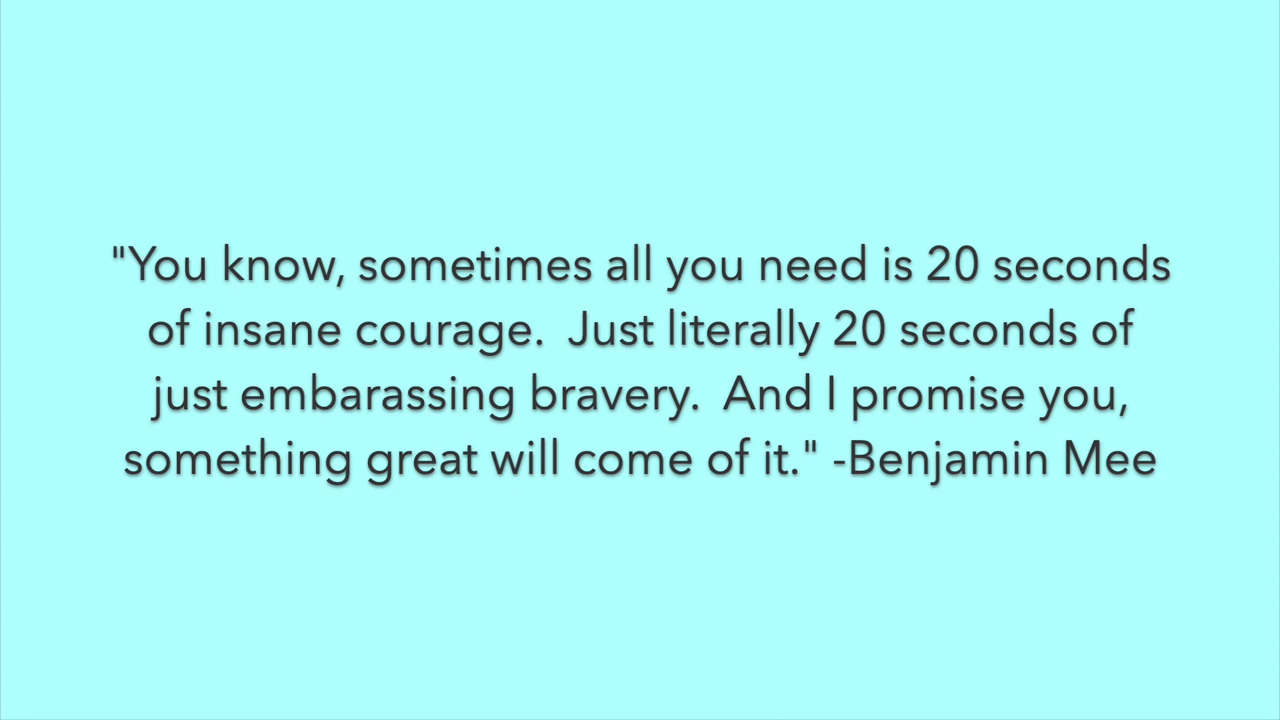 "You know, sometimes all you need is 20 seconds
of insane courage.  Just literally 20 seconds of
just embarassing bravery.  And I promise you,
something great will come of it." -Benjamin Mee